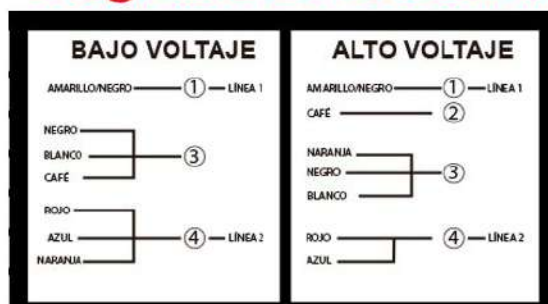 BAJO VOLTAJE
AMARILLO/NEGRO 1 LÍNEA 1
NEGRO
BLANCO 3
CAFÉ
ROJO
AZUL 4 LÍNEA 2
NARANJA
ALTO VOLTAJE
AMARILLO/NEGRO 1 LÍNEA 1
CAFÉ 2
NARANJA
NEGRO 3
BLANCO
ROJO 4 LÍNEA 2
AZUL